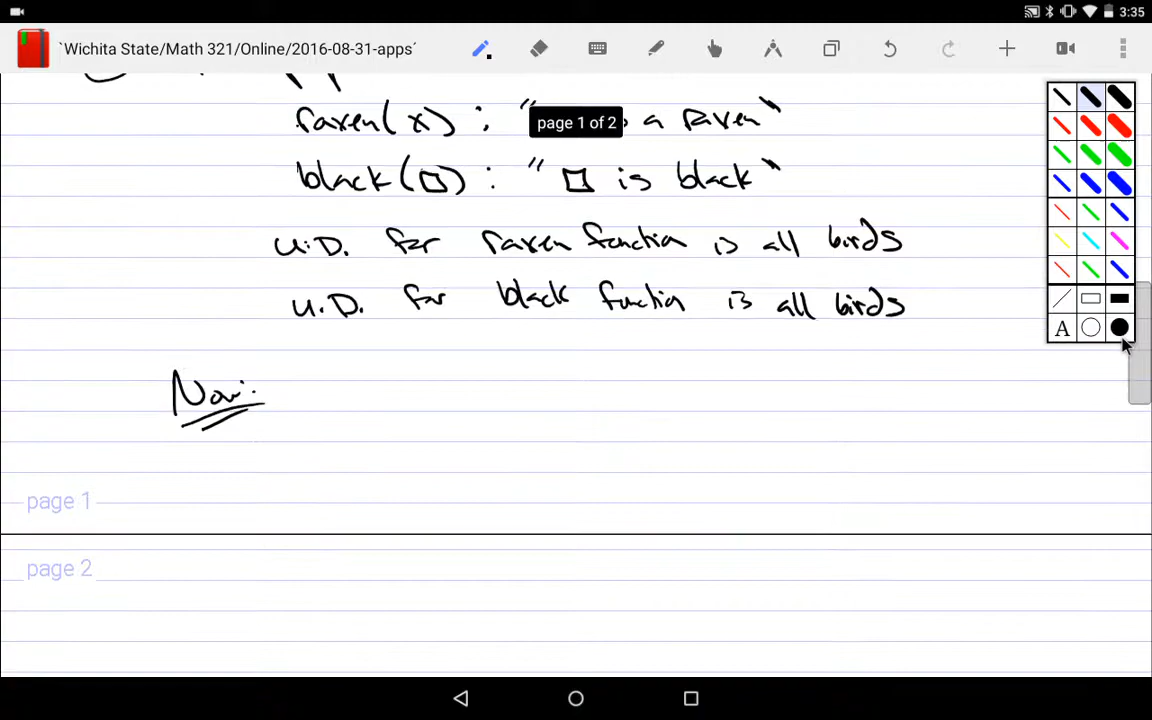 3:35
`Wichita State/Math 321/Online/2016-08-31-apps´
raven(x) : " a raven"
page 1 of 2
black(□) : "□ is black"
U.D. for raven function is all birds
U.D. for black function is all birds
Now:
page 1
page 2
A